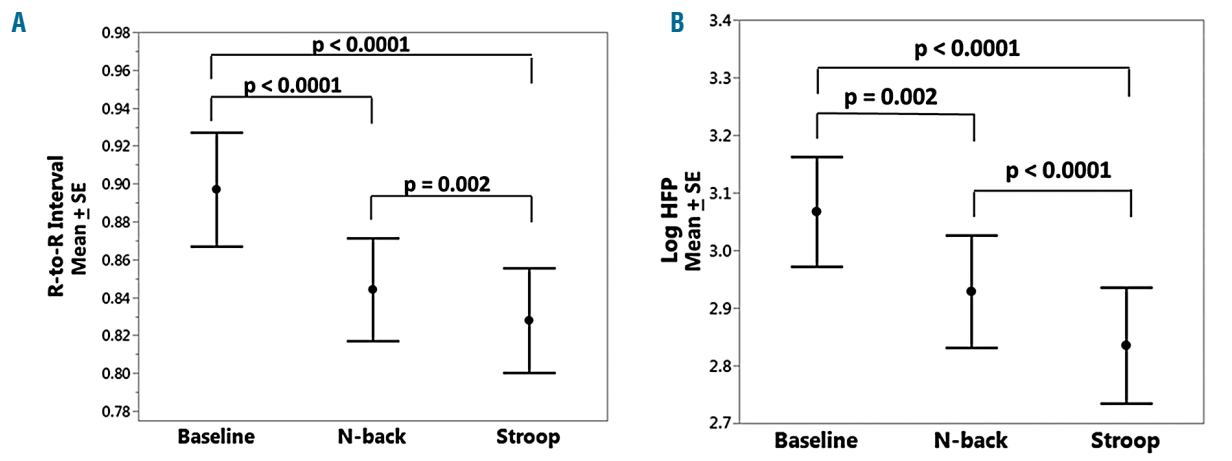 A
R-to-R Interval
Mean ± SE
0.98
0.96
0.94
0.92
0.90
0.88
0.86
0.84
0.82
0.80
0.78
p < 0.0001
p < 0.0001
p = 0.002
Baseline N-back Stroop
B
Log HFP
Mean ± SE
3.4
3.3
3.2
3.1
3.0
2.9
2.8
2.7
p < 0.0001
p = 0.002
p < 0.0001
Baseline N-back Stroop